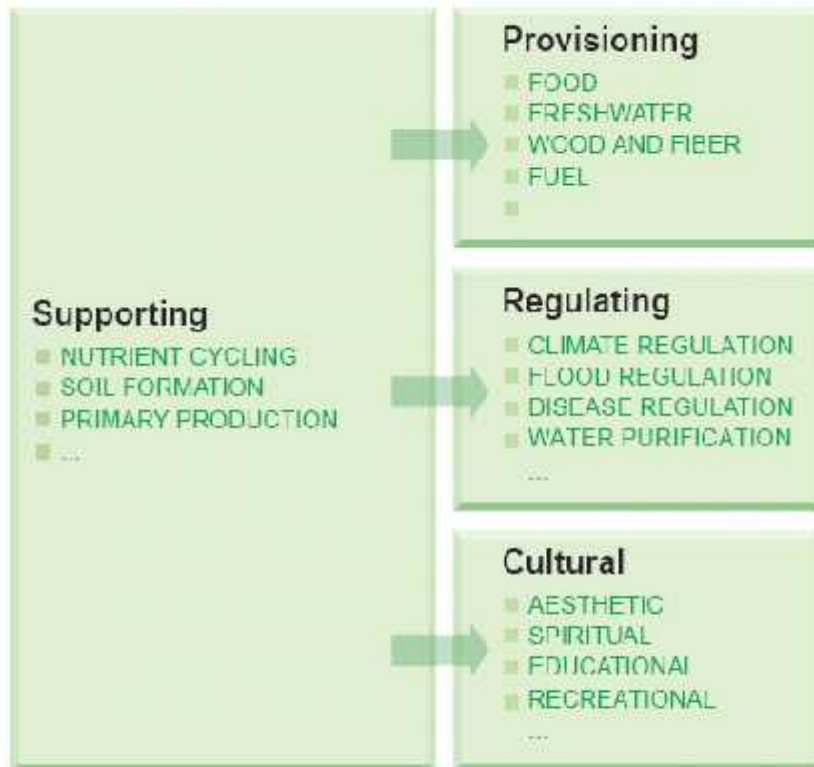 Supporting
NUTRIENT CYCLING
SOIL FORMATION
PRIMARY PRODUCTION
...
Provisioning
FOOD
FRESHWATER
WOOD AND FIBER
FUEL
Regulating
CLIMATE REGULATION
FLOOD REGULATION
DISEASE REGULATION
WATER PURIFICATION
...
Cultural
AESTHETIC
SPIRITUAL
EDUCATIONAL
RECREATIONAL
...